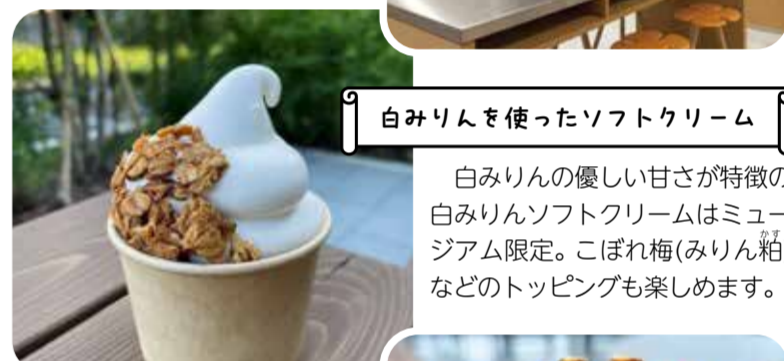 白みりんを使ったソフトクリーム
白みりんの優しい甘さが特徴の
白みりんソフトクリームはミュー
ジアム限定。こぼれ梅(みりん粕
かす
などのトッピングも楽しめます。